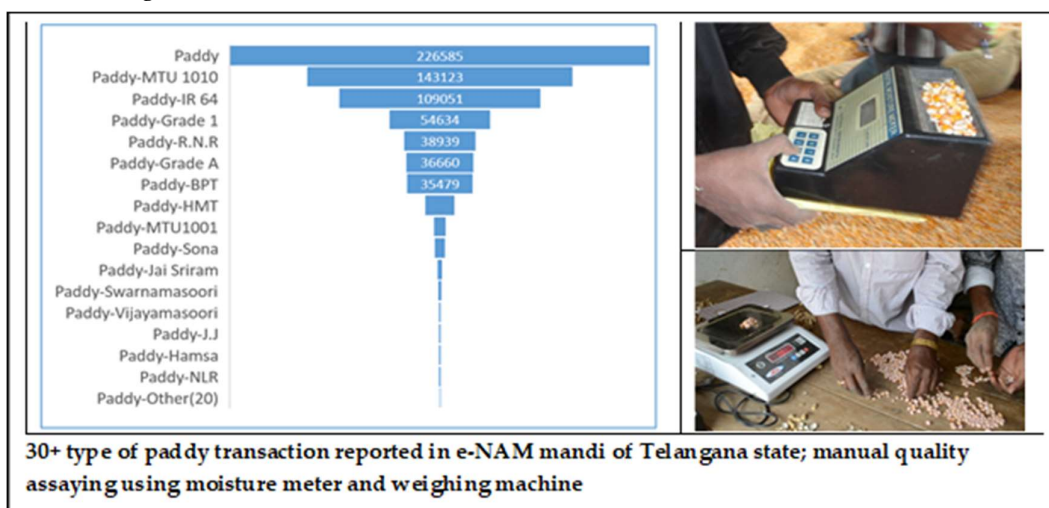 Paddy 226585
Paddy-MTU 1010 143123
Paddy-IR 64 109051
Paddy-Grade 1 54634
Paddy-R.N.R 38939
Paddy-Grade A 36660
Paddy-BPT 35479
Paddy-HMT
Paddy-MTU1001
Paddy-Sona
Paddy-Jai Sriram
Paddy-Swarnamasoori
Paddy-Vijayamasoori
Paddy-J.J
Paddy-Hamsa
Paddy-NLR
Paddy-Other(20)
30+ type of paddy transaction reported in e-NAM mandi of Telangana state; manual quality
assaying using moisture meter and weighing machine